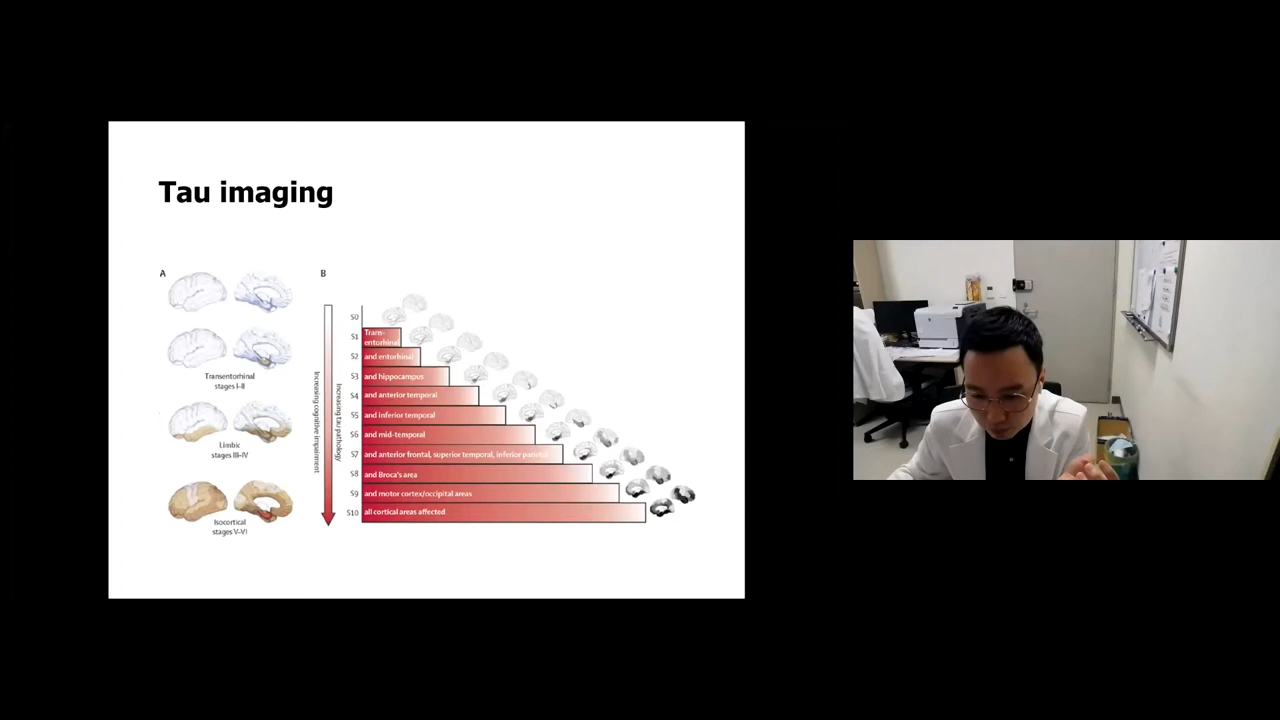 Tau imaging
A
Transentorhinal
stages I-II
Limbic
stages III-IV
Isocortical
stages V-VI
B
Increasing cognitive impairment
Increasing tau pathology
S0
S1 Trans-
entorhinal
S2 and entorhinal
S3 and hippocampus
S4 and anterior temporal
S5 and inferior temporal
S6 and mid-temporal
S7 and anterior frontal, superior temporal, inferior parietal
S8 and Broca's area
S9 and motor cortex/occipital areas
S10 all cortical areas affected